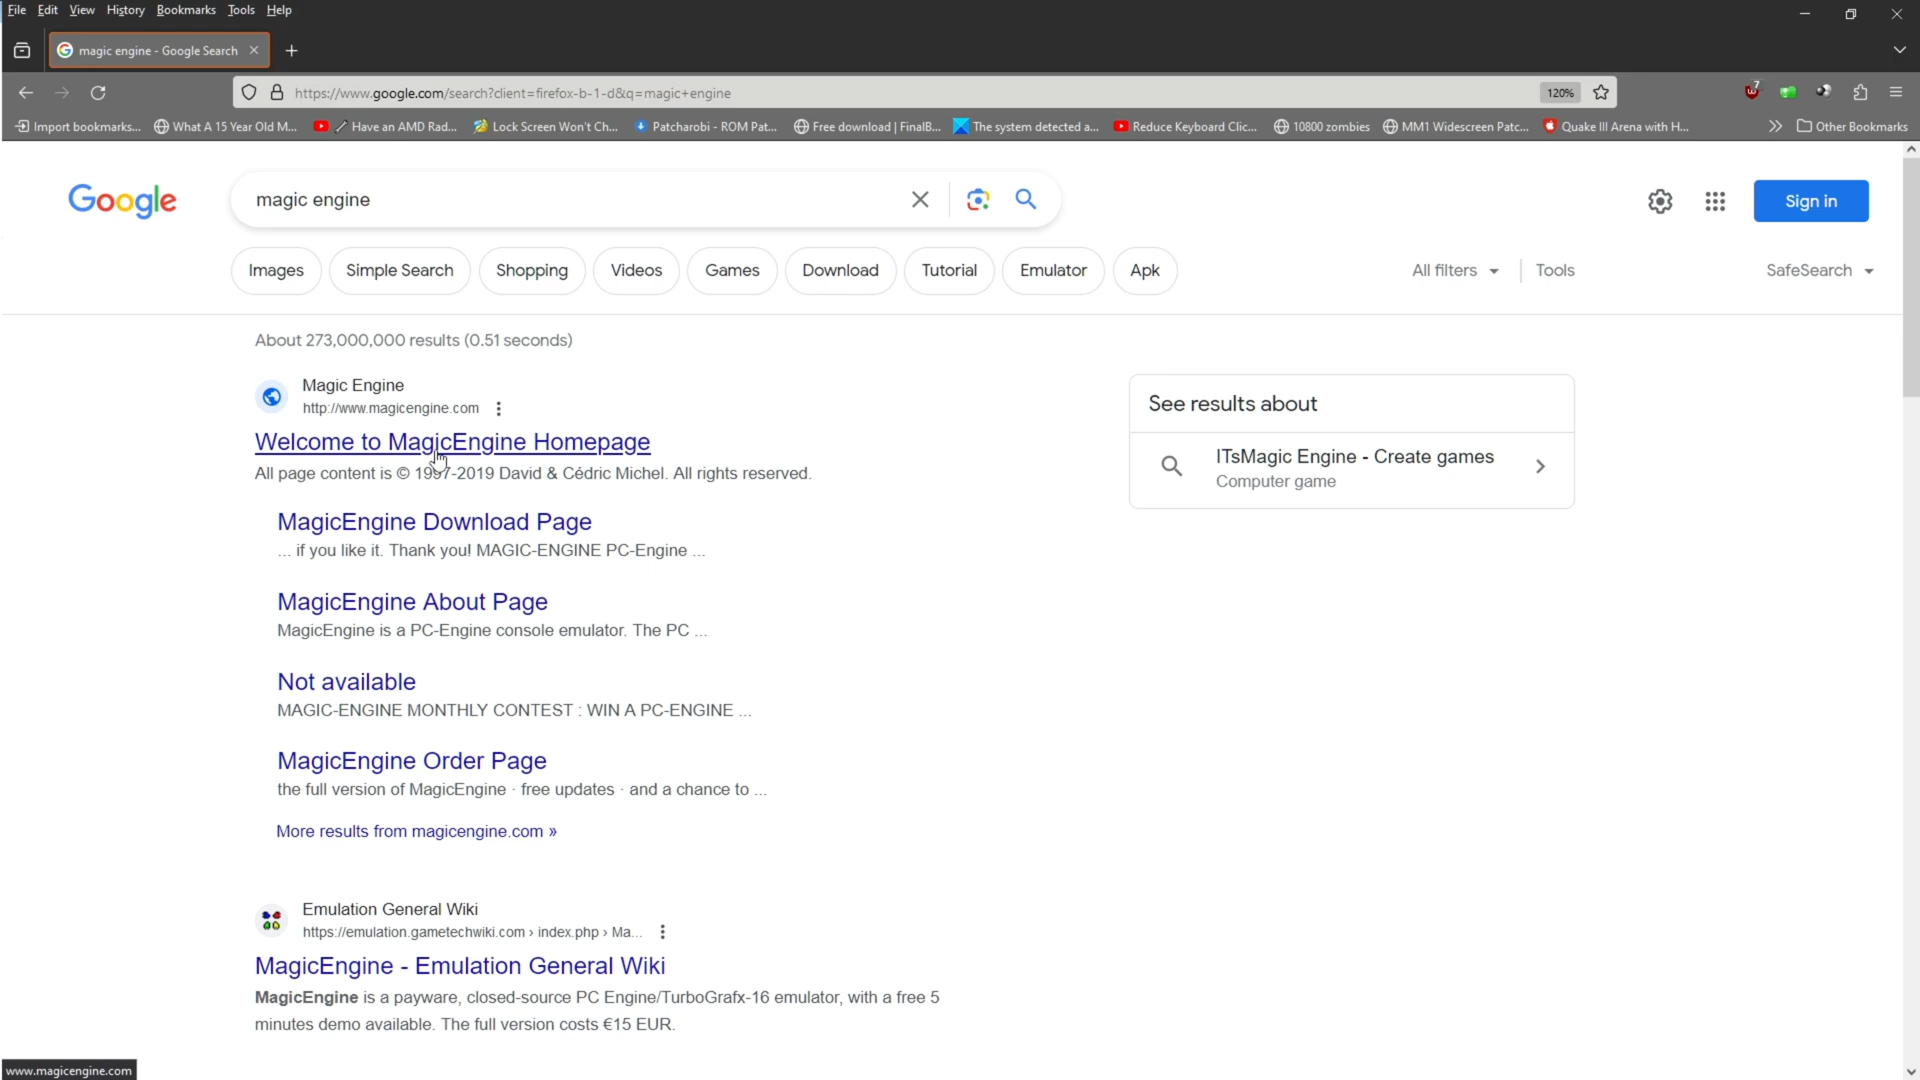 File Edit View History Bookmarks Tools Help
magic engine - Google Search
https://www.google.com/search?client=firefox-b-1-d&q=magic+engine
120%
7
Import bookmarks... What A 15 Year Old M... Have an AMD Rad... Lock Screen Won't Ch... Patcharobi - ROM Pat... Free download | FinalB... The system detected a... Reduce Keyboard Clic... 10800 zombies MM1 Widescreen Patc... Quake III Arena with H... Other Bookmarks
Google
magic engine
Sign in
Images Simple Search Shopping Videos Games Download Tutorial Emulator Apk All filters Tools SafeSearch
About 273,000,000 results (0.51 seconds)
Magic Engine
http://www.magicengine.com
Welcome to MagicEngine Homepage
All page content is © 1997-2019 David & Cédric Michel. All rights reserved.
MagicEngine Download Page
... if you like it. Thank you! MAGIC-ENGINE PC-Engine ...
MagicEngine About Page
MagicEngine is a PC-Engine console emulator. The PC ...
Not available
MAGIC-ENGINE MONTHLY CONTEST : WIN A PC-ENGINE ...
MagicEngine Order Page
the full version of MagicEngine · free updates · and a chance to ...
More results from magicengine.com »
See results about
ITsMagic Engine - Create games
Computer game
Emulation General Wiki
https://emulation.gametechwiki.com › index.php › Ma...
MagicEngine - Emulation General Wiki
MagicEngine is a payware, closed-source PC Engine/TurboGrafx-16 emulator, with a free 5
minutes demo available. The full version costs €15 EUR.
www.magicengine.com